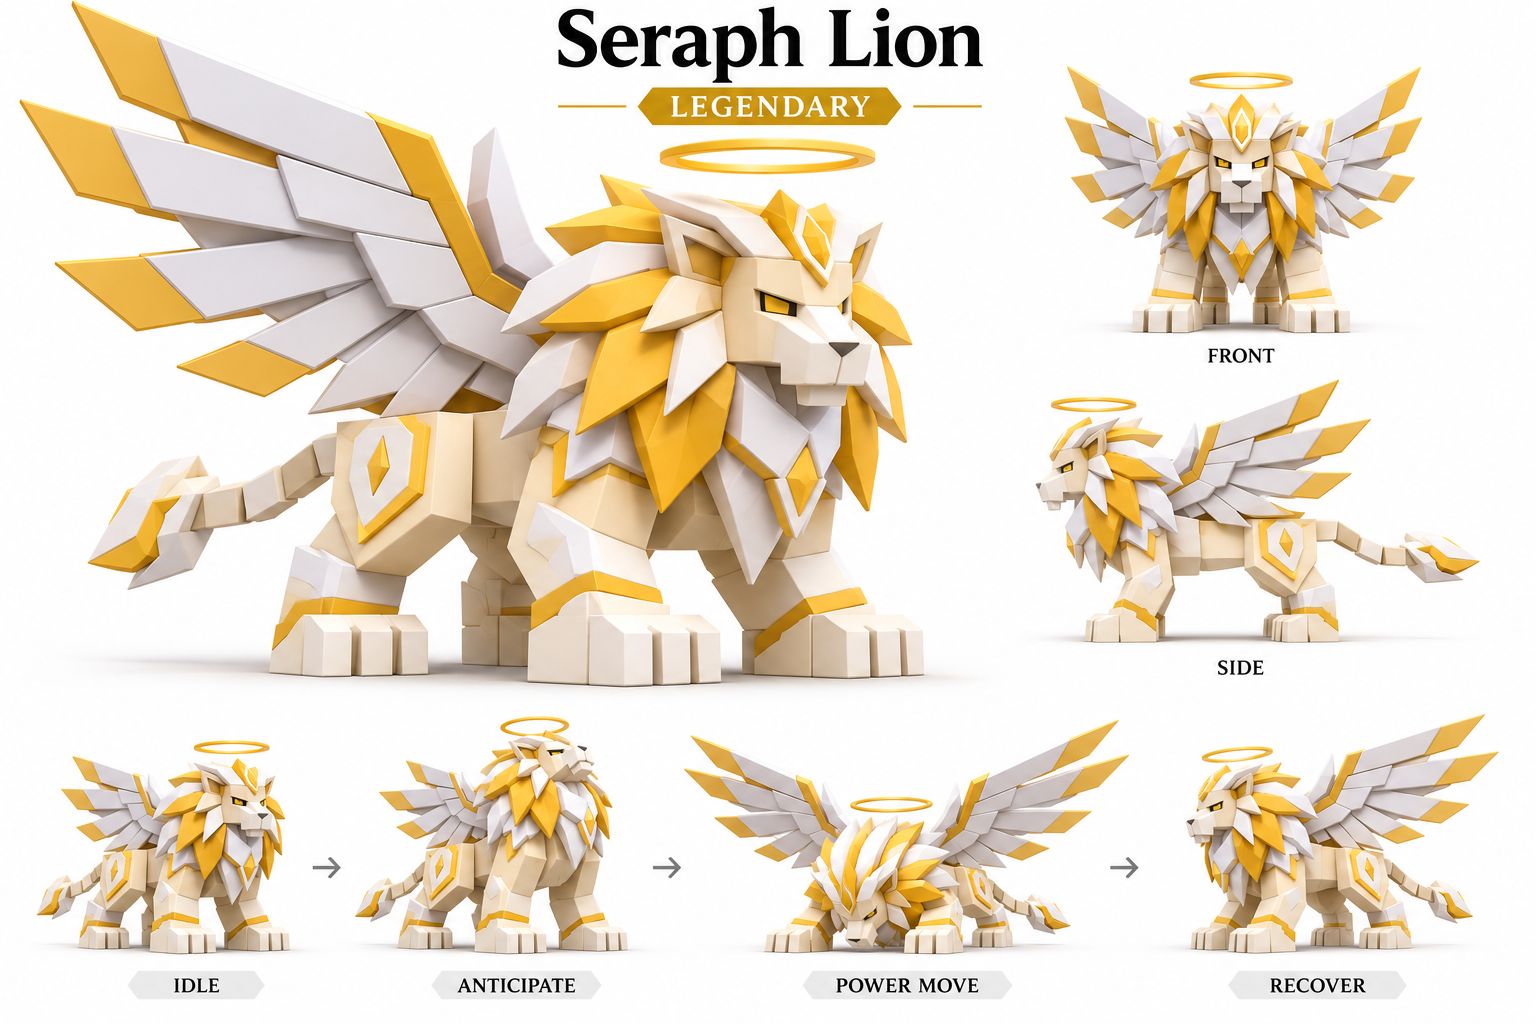 Seraph Lion
LEGENDARY
FRONT
SIDE
IDLE
ANTICIPATE
POWER MOVE
RECOVER